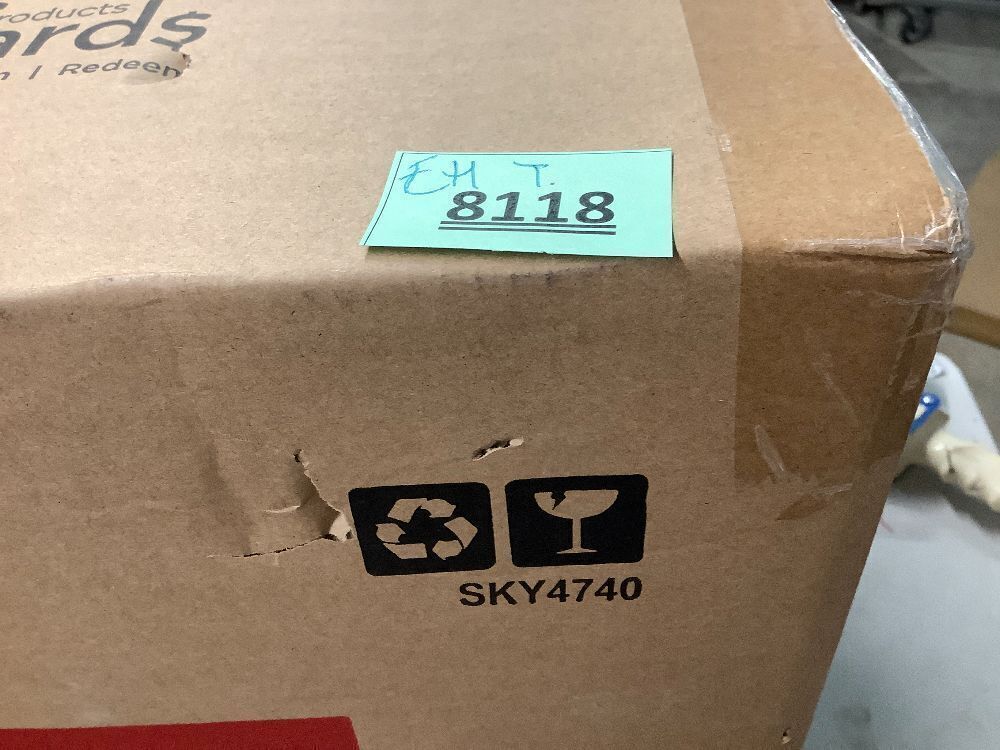 roducts
ards
n / Redeem
EH T.
8118
SKY4740